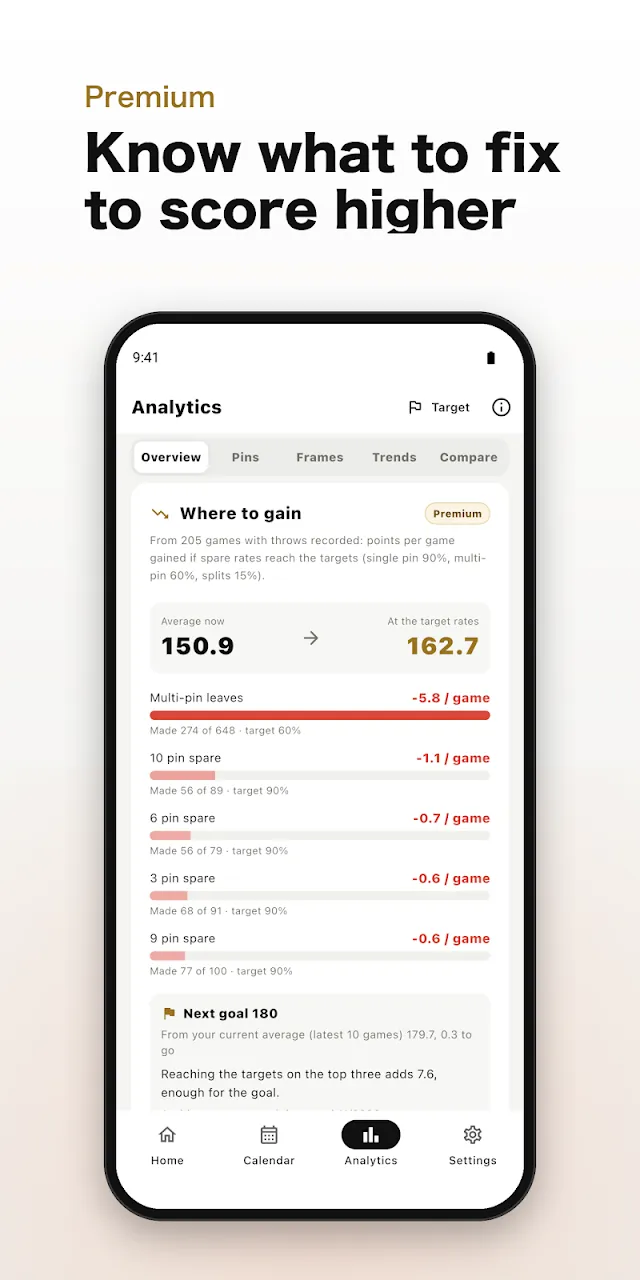 Premium
Know what to fix
to score higher
9:41
Analytics
Target
Overview
Pins
Frames
Trends
Compare
Where to gain
Premium
From 205 games with throws recorded: points per game
gained if spare rates reach the targets (single pin 90%, multi-
pin 60%, splits 15%).
Average now
At the target rates
150.9
162.7
Multi-pin leaves
-5.8 / game
Made 274 of 648 · target 60%
10 pin spare
-1.1 / game
Made 56 of 89 · target 90%
6 pin spare
-0.7 / game
Made 56 of 79 · target 90%
3 pin spare
-0.6 / game
Made 68 of 91 · target 90%
9 pin spare
-0.6 / game
Made 77 of 100 · target 90%
Next goal 180
From your current average (latest 10 games) 179.7, 0.3 to
go
Reaching the targets on the top three adds 7.6,
enough for the goal.
Home
Calendar
Analytics
Settings